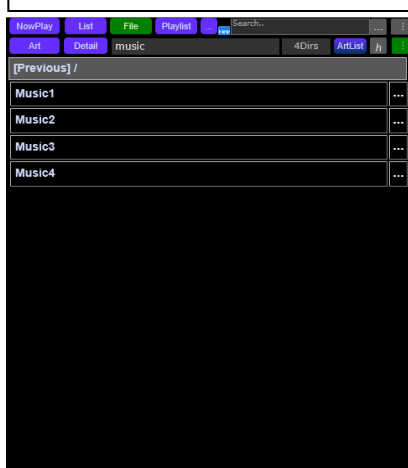 NowPlay List File Playlist ... Search.. ... ⋮
Art Detail music 4Dirs ArtList h ⋮
[Previous] /
Music1 ...
Music2 ...
Music3 ...
Music4 ...